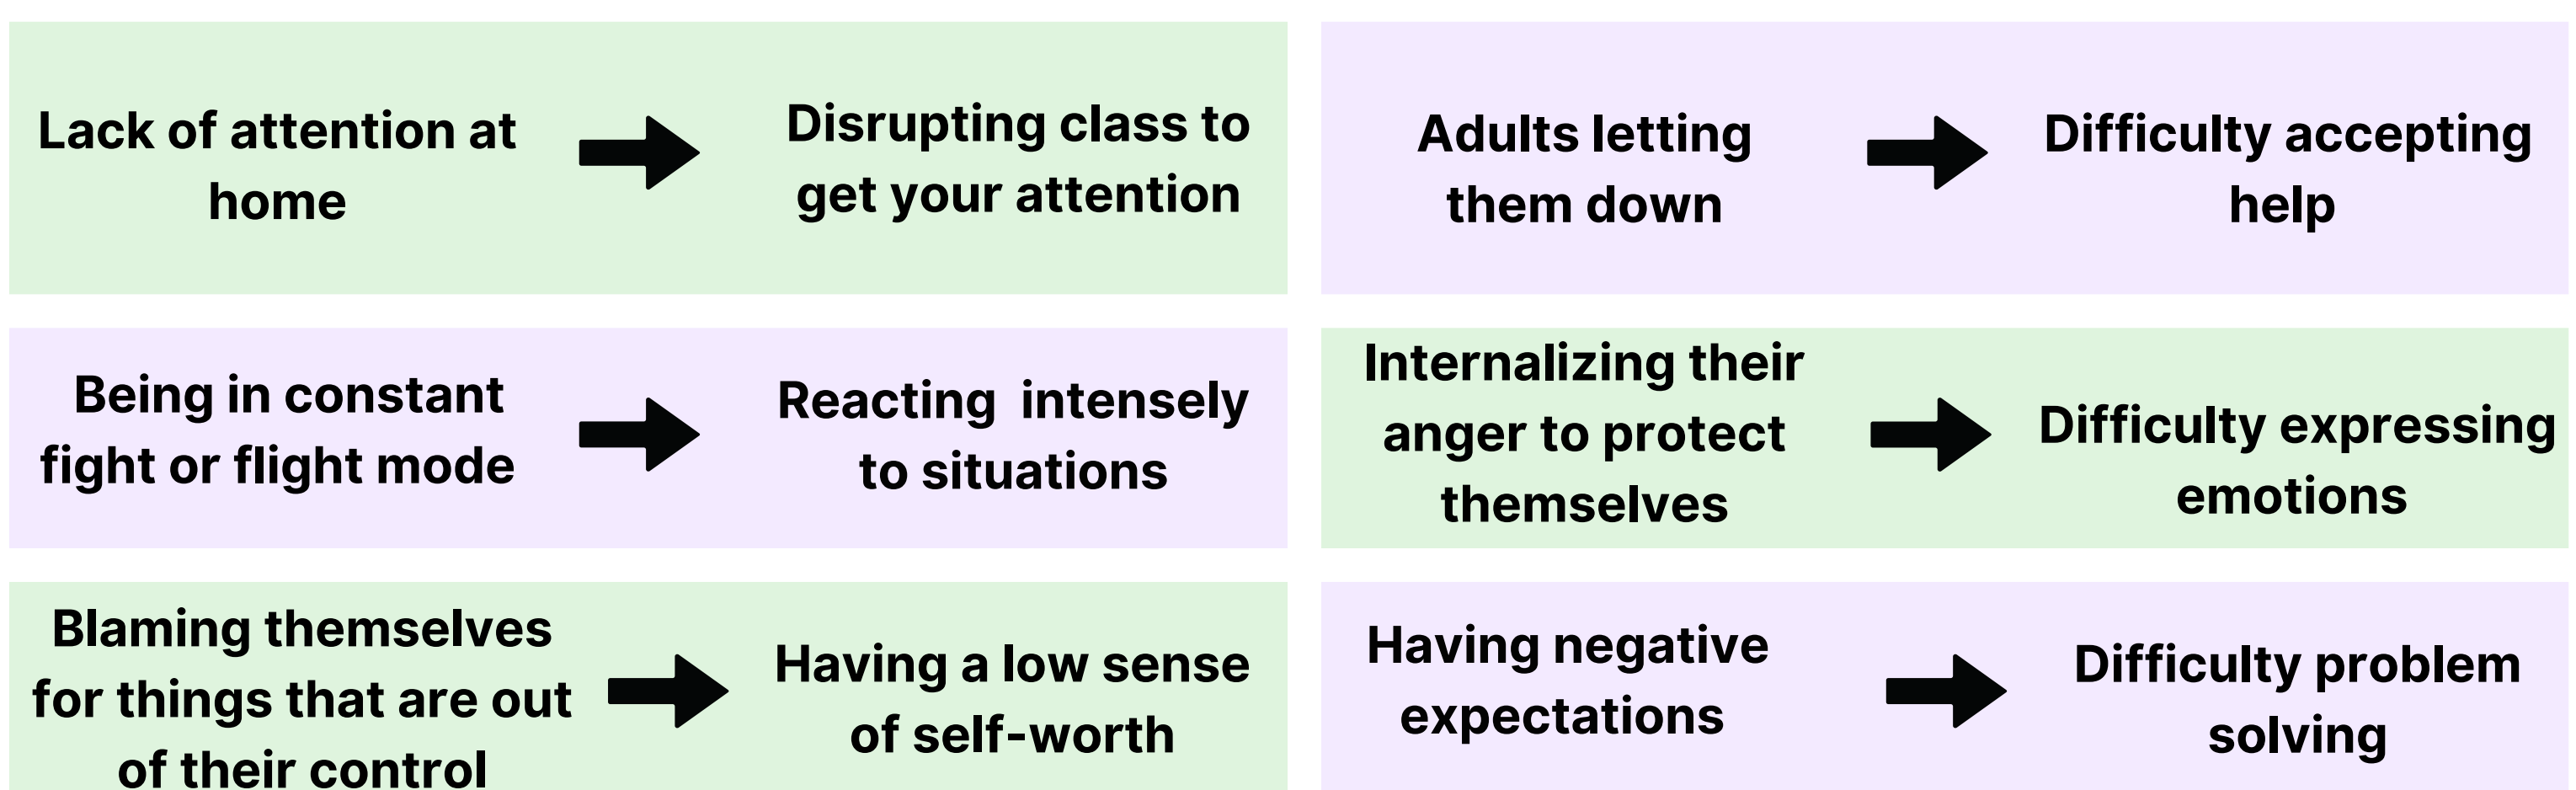 Lack of attention at
home
Disrupting class to
get your attention
Adults letting
them down
Difficulty accepting
help
Being in constant
fight or flight mode
Reacting  intensely
to situations
Internalizing their
anger to protect
themselves
Difficulty expressing
emotions
Blaming themselves
for things that are out
of their control
Having a low sense
of self-worth
Having negative
expectations
Difficulty problem
solving